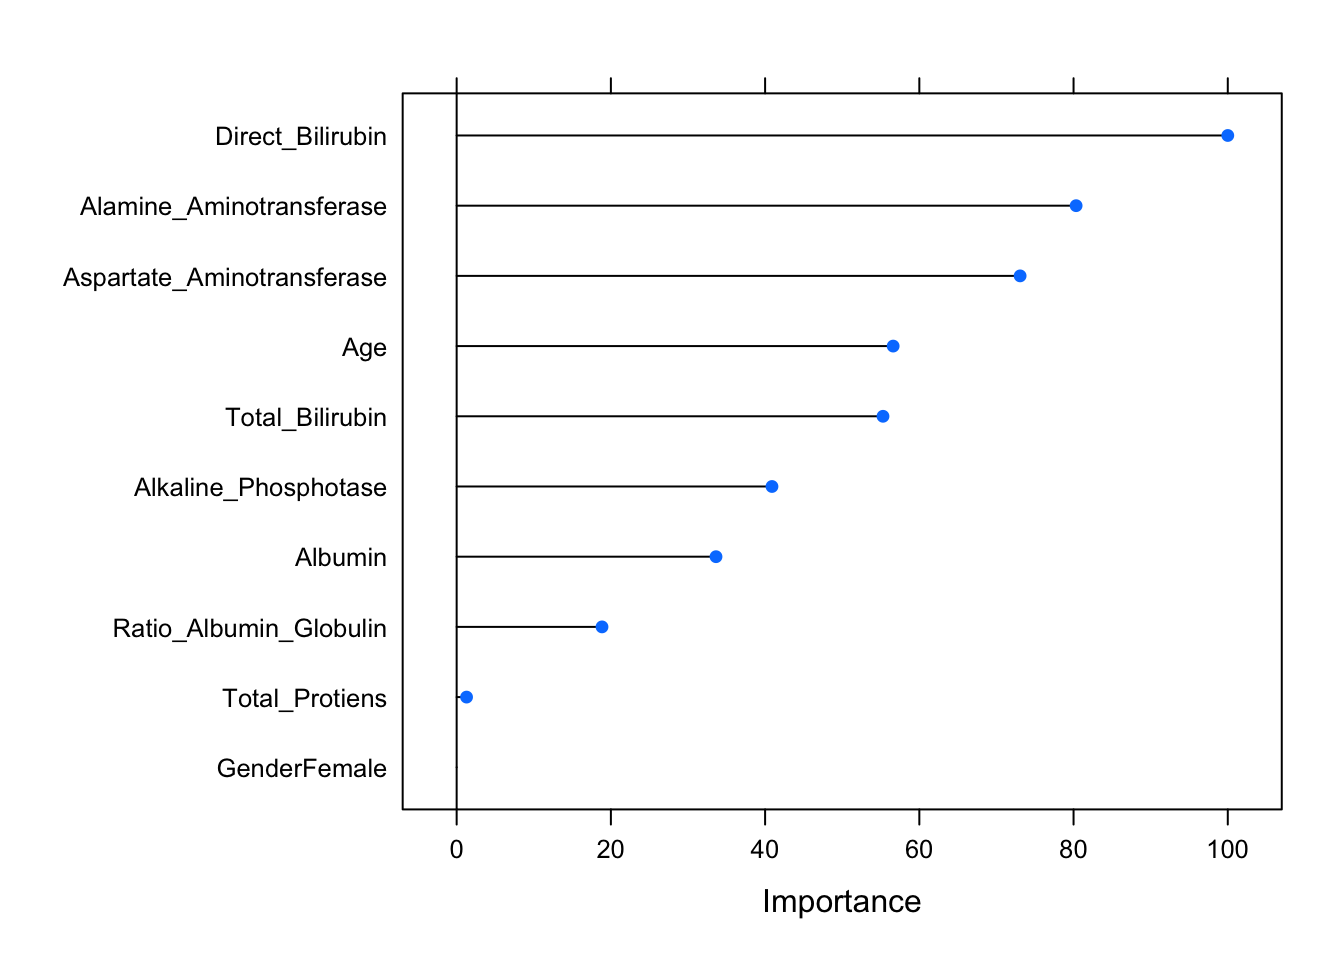 Direct_Bilirubin
Alamine_Aminotransferase
Aspartate_Aminotransferase
Age
Total_Bilirubin
Alkaline_Phosphotase
Albumin
Ratio_Albumin_Globulin
Total_Protiens
GenderFemale
0 20 40 60 80 100
Importance